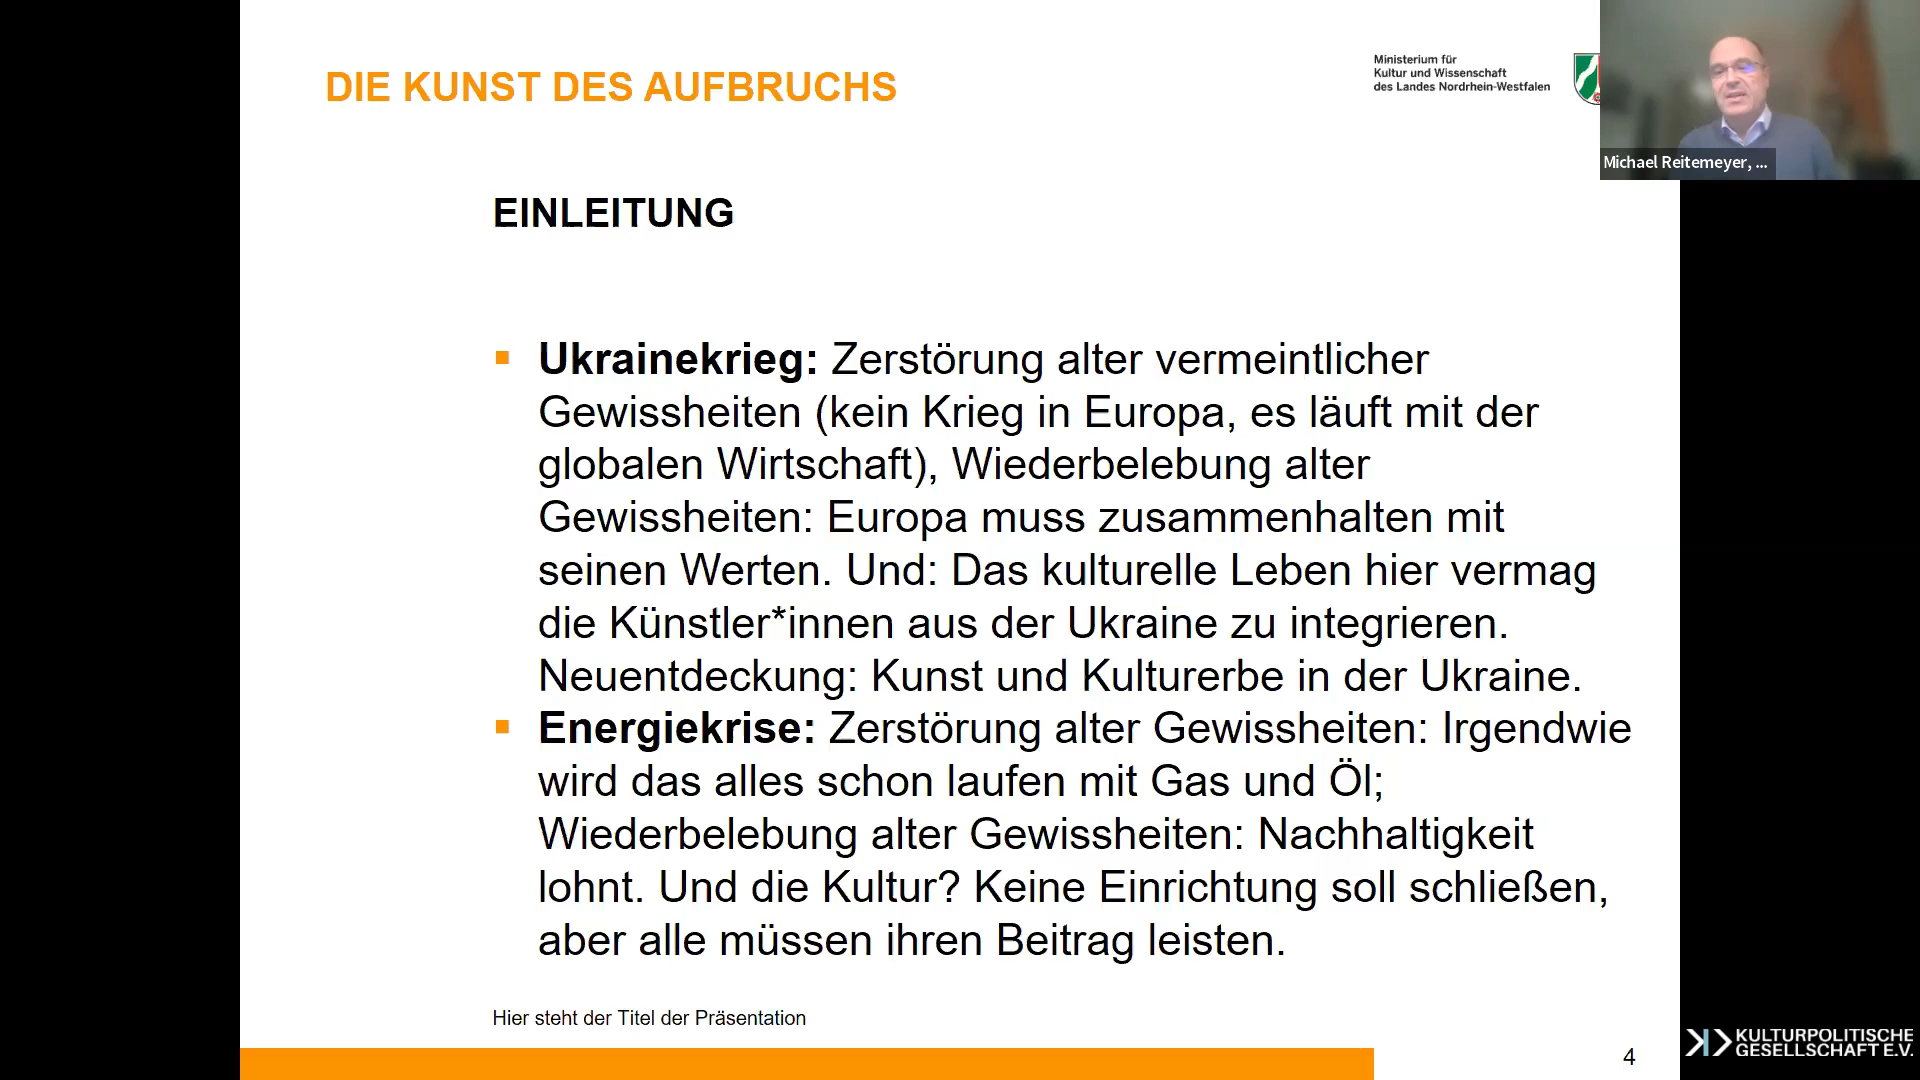 DIE KUNST DES AUFBRUCHS
Ministerium für
Kultur und Wissenschaft
des Landes Nordrhein-Westfalen
Michael Reitemeyer, ...
EINLEITUNG
Ukrainekrieg: Zerstörung alter vermeintlicher
Gewissheiten (kein Krieg in Europa, es läuft mit der
globalen Wirtschaft), Wiederbelebung alter
Gewissheiten: Europa muss zusammenhalten mit
seinen Werten. Und: Das kulturelle Leben hier vermag
die Künstler*innen aus der Ukraine zu integrieren.
Neuentdeckung: Kunst und Kulturerbe in der Ukraine.
Energiekrise: Zerstörung alter Gewissheiten: Irgendwie
wird das alles schon laufen mit Gas und Öl;
Wiederbelebung alter Gewissheiten: Nachhaltigkeit
lohnt. Und die Kultur? Keine Einrichtung soll schließen,
aber alle müssen ihren Beitrag leisten.
Hier steht der Titel der Präsentation
4
KULTURPOLITISCHE
GESELLSCHAFT E.V.